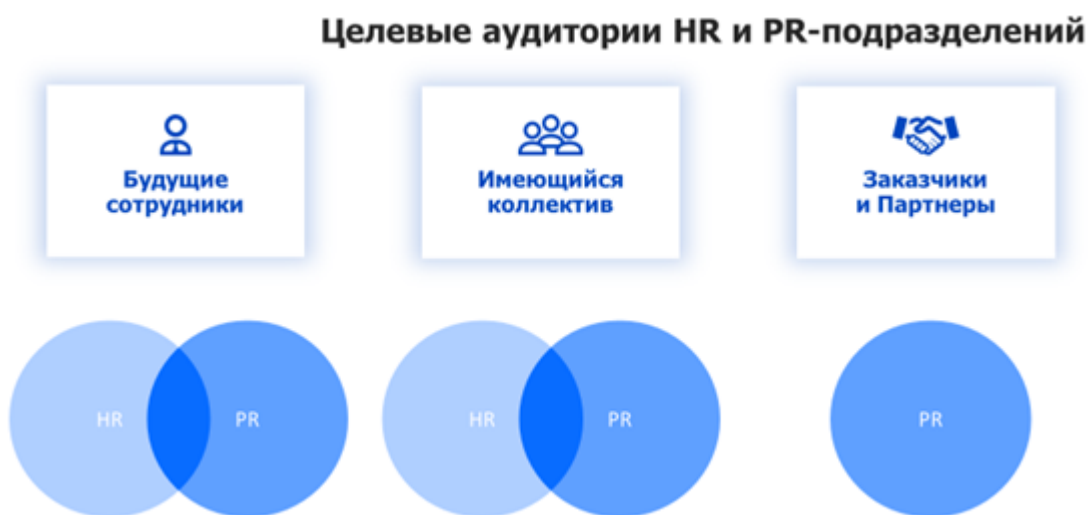 Целевые аудитории HR и PR-подразделений
Будущие
сотрудники
Имеющийся
коллектив
Заказчики
и Партнеры
HR
PR
HR
PR
PR